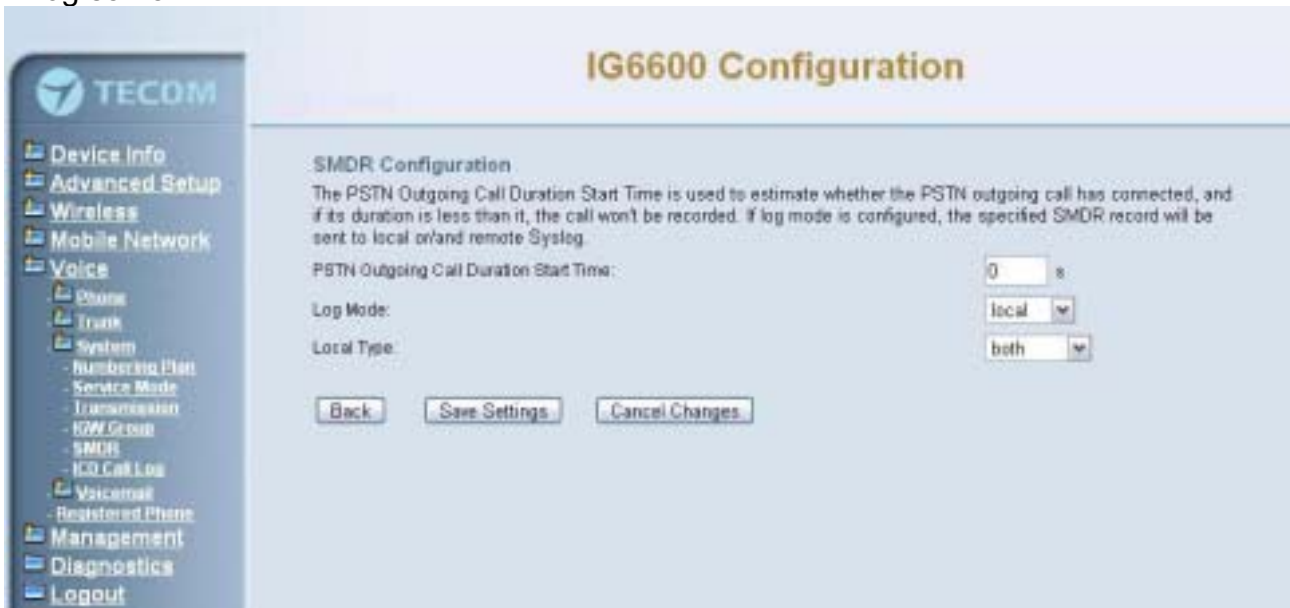 IG6600 Configuration
TECOM
Device Info
Advanced Setup
Wireless
Mobile Network
Voice
Phone
Trunk
System
- Numbering Plan
- Service Mode
- Transmission
- Group
- SMDR
- ICD Call Log
Voicemail
- Registered Phone
Management
Diagnostics
Logout
SMDR Configuration
The PSTN Outgoing Call Duration Start Time is used to estimate whether the PSTN outgoing call has connected, and
if its duration is less than it, the call won't be recorded. If log mode is configured, the specified SMDR record will be
sent to local or/and remote Syslog.
PSTN Outgoing Call Duration Start Time: 0 s
Log Mode: local
Local Type: both
Back Save Settings Cancel Changes